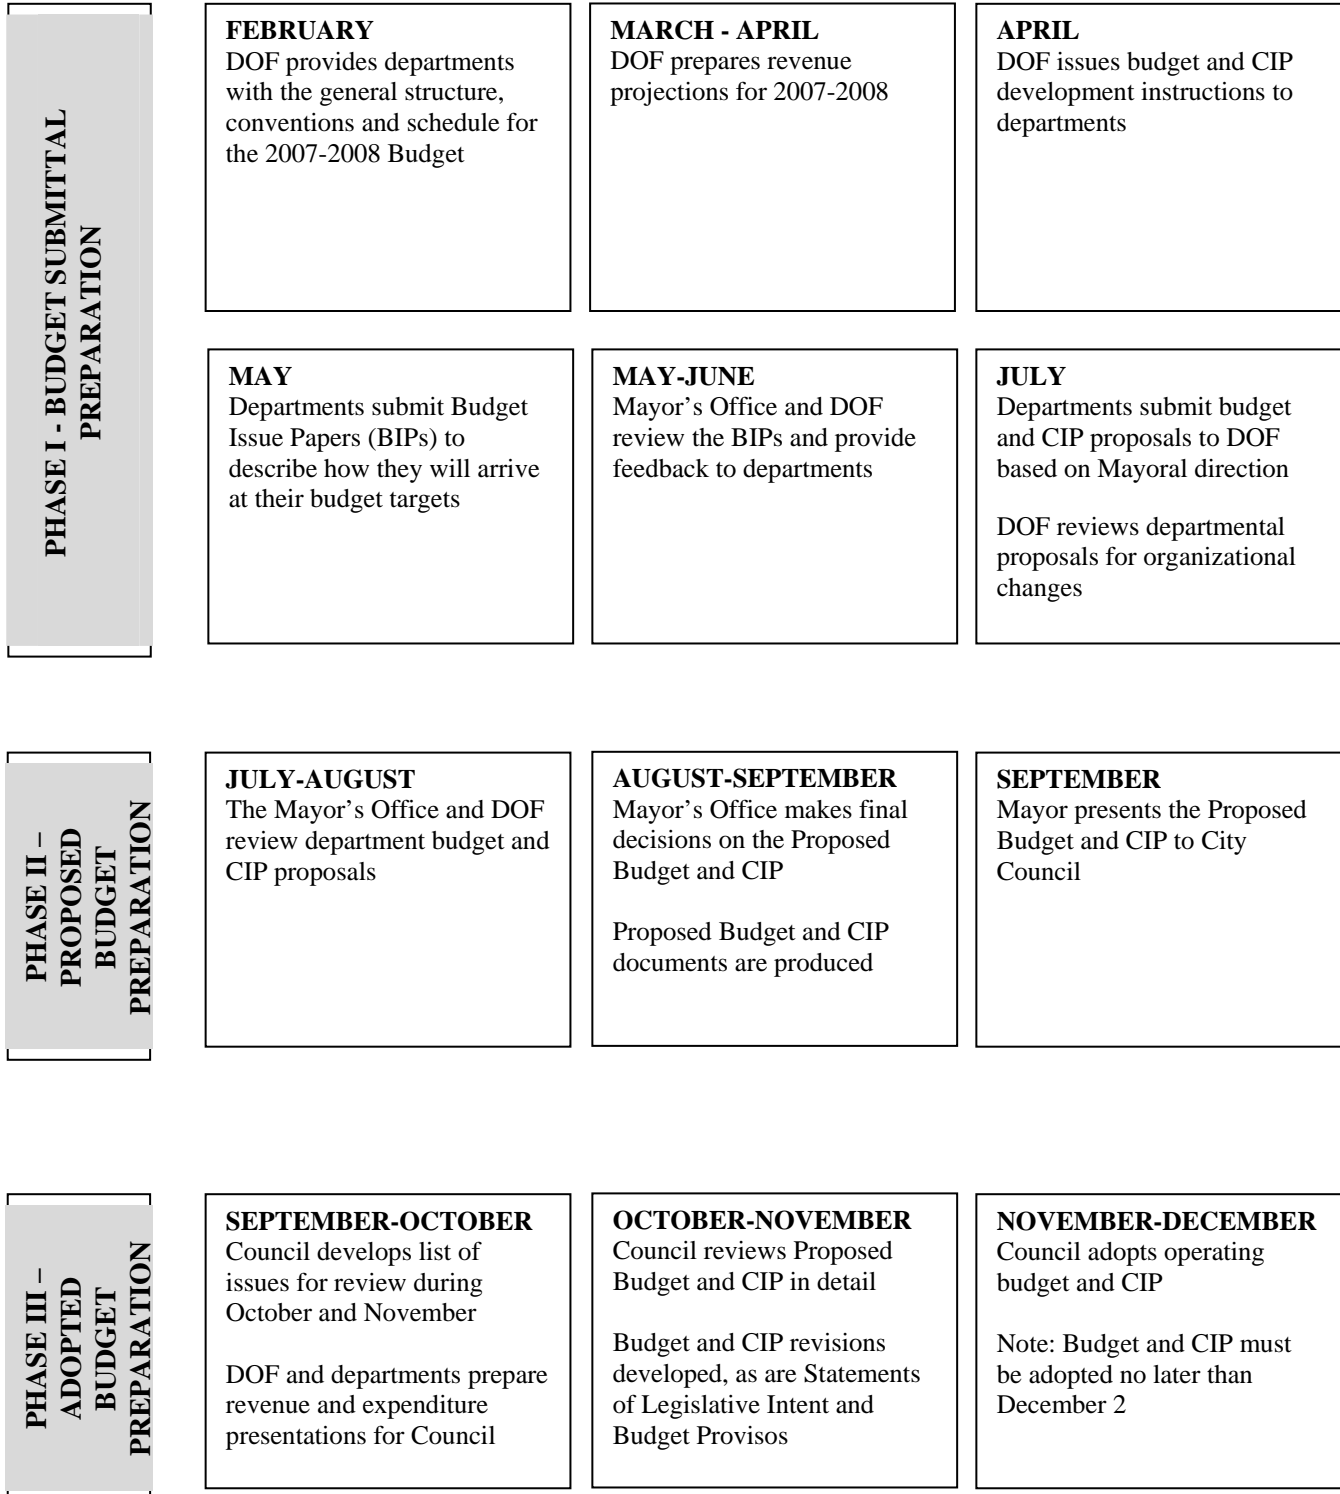 PHASE I - BUDGET SUBMITTAL
PREPARATION
FEBRUARY
DOF provides departments
with the general structure,
conventions and schedule for
the 2007-2008 Budget
MARCH - APRIL
DOF prepares revenue
projections for 2007-2008
APRIL
DOF issues budget and CIP
development instructions to
departments
MAY
Departments submit Budget
Issue Papers (BIPs) to
describe how they will arrive
at their budget targets
MAY-JUNE
Mayor’s Office and DOF
review the BIPs and provide
feedback to departments
JULY
Departments submit budget
and CIP proposals to DOF
based on Mayoral direction
DOF reviews departmental
proposals for organizational
changes
PHASE II –
PROPOSED
BUDGET
PREPARATION
JULY-AUGUST
The Mayor’s Office and DOF
review department budget and
CIP proposals
AUGUST-SEPTEMBER
Mayor’s Office makes final
decisions on the Proposed
Budget and CIP
Proposed Budget and CIP
documents are produced
SEPTEMBER
Mayor presents the Proposed
Budget and CIP to City
Council
PHASE III –
ADOPTED
BUDGET
PREPARATION
SEPTEMBER-OCTOBER
Council develops list of
issues for review during
October and November
DOF and departments prepare
revenue and expenditure
presentations for Council
OCTOBER-NOVEMBER
Council reviews Proposed
Budget and CIP in detail
Budget and CIP revisions
developed, as are Statements
of Legislative Intent and
Budget Provisos
NOVEMBER-DECEMBER
Council adopts operating
budget and CIP
Note: Budget and CIP must
be adopted no later than
December 2